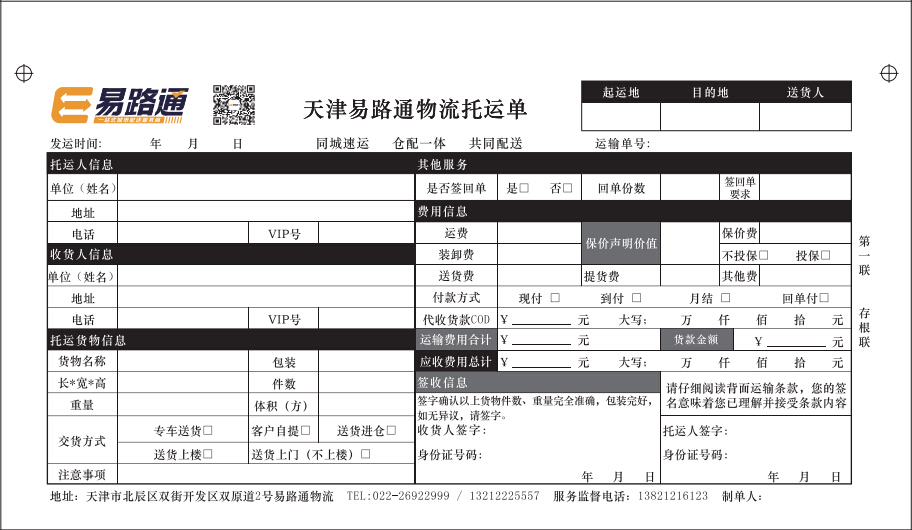 易路通
一站式城市配送服务商
天津易路通物流托运单
起运地 目的地 送货人
发运时间: 年 月 日 同城速运 仓配一体 共同配送 运输单号:
托运人信息 其他服务
单位（姓名） 是否签回单 是□ 否□ 回单份数 签回单要求
地址 费用信息
电话 VIP号 运费 保价声明价值 保价费
收货人信息 装卸费 不投保□ 投保□
单位（姓名） 送货费 提货费 其他费
地址 付款方式 现付 □ 到付 □ 月结 □ 回单付□
电话 VIP号 代收货款COD ￥ 元 大写; 万 仟 佰 拾 元
托运货物信息 运输费用合计 ￥ 元 货款金额 ￥ 元
货物名称 包装 应收费用总计 ￥ 元 大写; 万 仟 佰 拾 元
长*宽*高 件数 签收信息
重量 体积（方）
交货方式 专车送货□ 客户自提□ 送货进仓□
送货上楼□ 送货上门（不上楼）□
注意事项
签字确认以上货物件数、重量完全准确，包装完好，
如无异议，请签字。
收货人签字:
身份证号码:
年 月 日
请仔细阅读背面运输条款，您的签
名意味着您已理解并接受条款内容
托运人签字:
身份证号码:
年 月 日
第一联 存根联
地址: 天津市北辰区双街开发区双原道2号易路通物流 TEL:022-26922999 / 13212225557 服务监督电话: 13821216123 制单人: